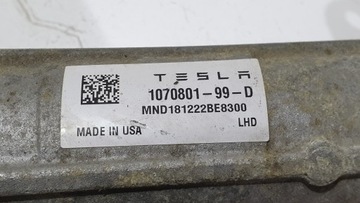 TESLA
1070801-99-D
MND181222BE8300
MADE IN USA LHD